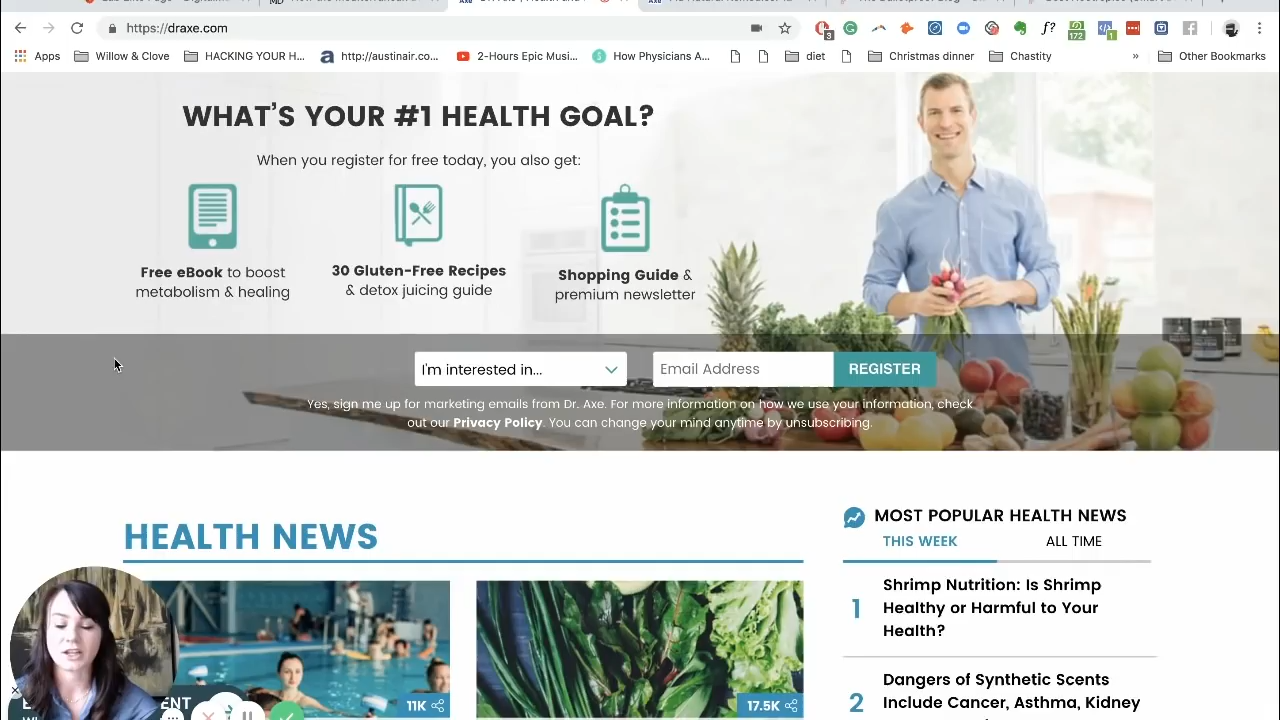 https://draxe.com
3
172
1
Apps
Willow & Clove
HACKING YOUR H...
http://austinair.co...
2-Hours Epic Musi...
How Physicians A...
diet
Christmas dinner
Chastity
»
Other Bookmarks
WHAT'S YOUR #1 HEALTH GOAL?
When you register for free today, you also get:
Free eBook to boost
metabolism & healing
30 Gluten-Free Recipes
& detox juicing guide
Shopping Guide &
premium newsletter
I'm interested in...
Email Address
REGISTER
Yes, sign me up for marketing emails from Dr. Axe. For more information on how we use your information, check
out our Privacy Policy. You can change your mind anytime by unsubscribing.
HEALTH NEWS
11K
17.5K
MOST POPULAR HEALTH NEWS
THIS WEEK
ALL TIME
1
Shrimp Nutrition: Is Shrimp
Healthy or Harmful to Your
Health?
2
Dangers of Synthetic Scents
Include Cancer, Asthma, Kidney